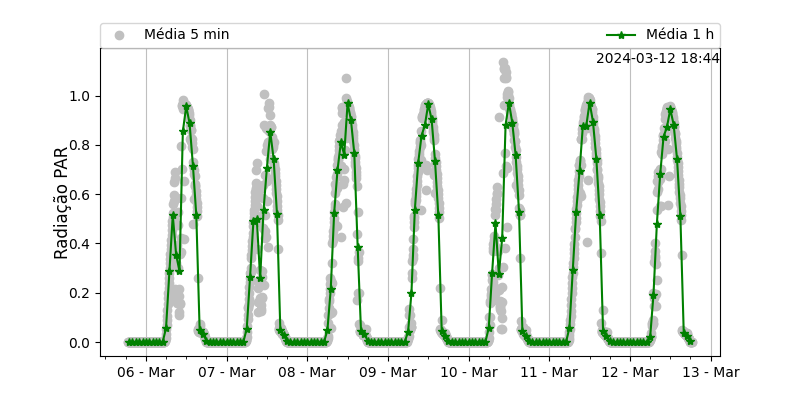 Média 5 min
Média 1 h
2024-03-12 18:44
Radiação PAR
1.0
0.8
0.6
0.4
0.2
0.0
06 - Mar
07 - Mar
08 - Mar
09 - Mar
10 - Mar
11 - Mar
12 - Mar
13 - Mar